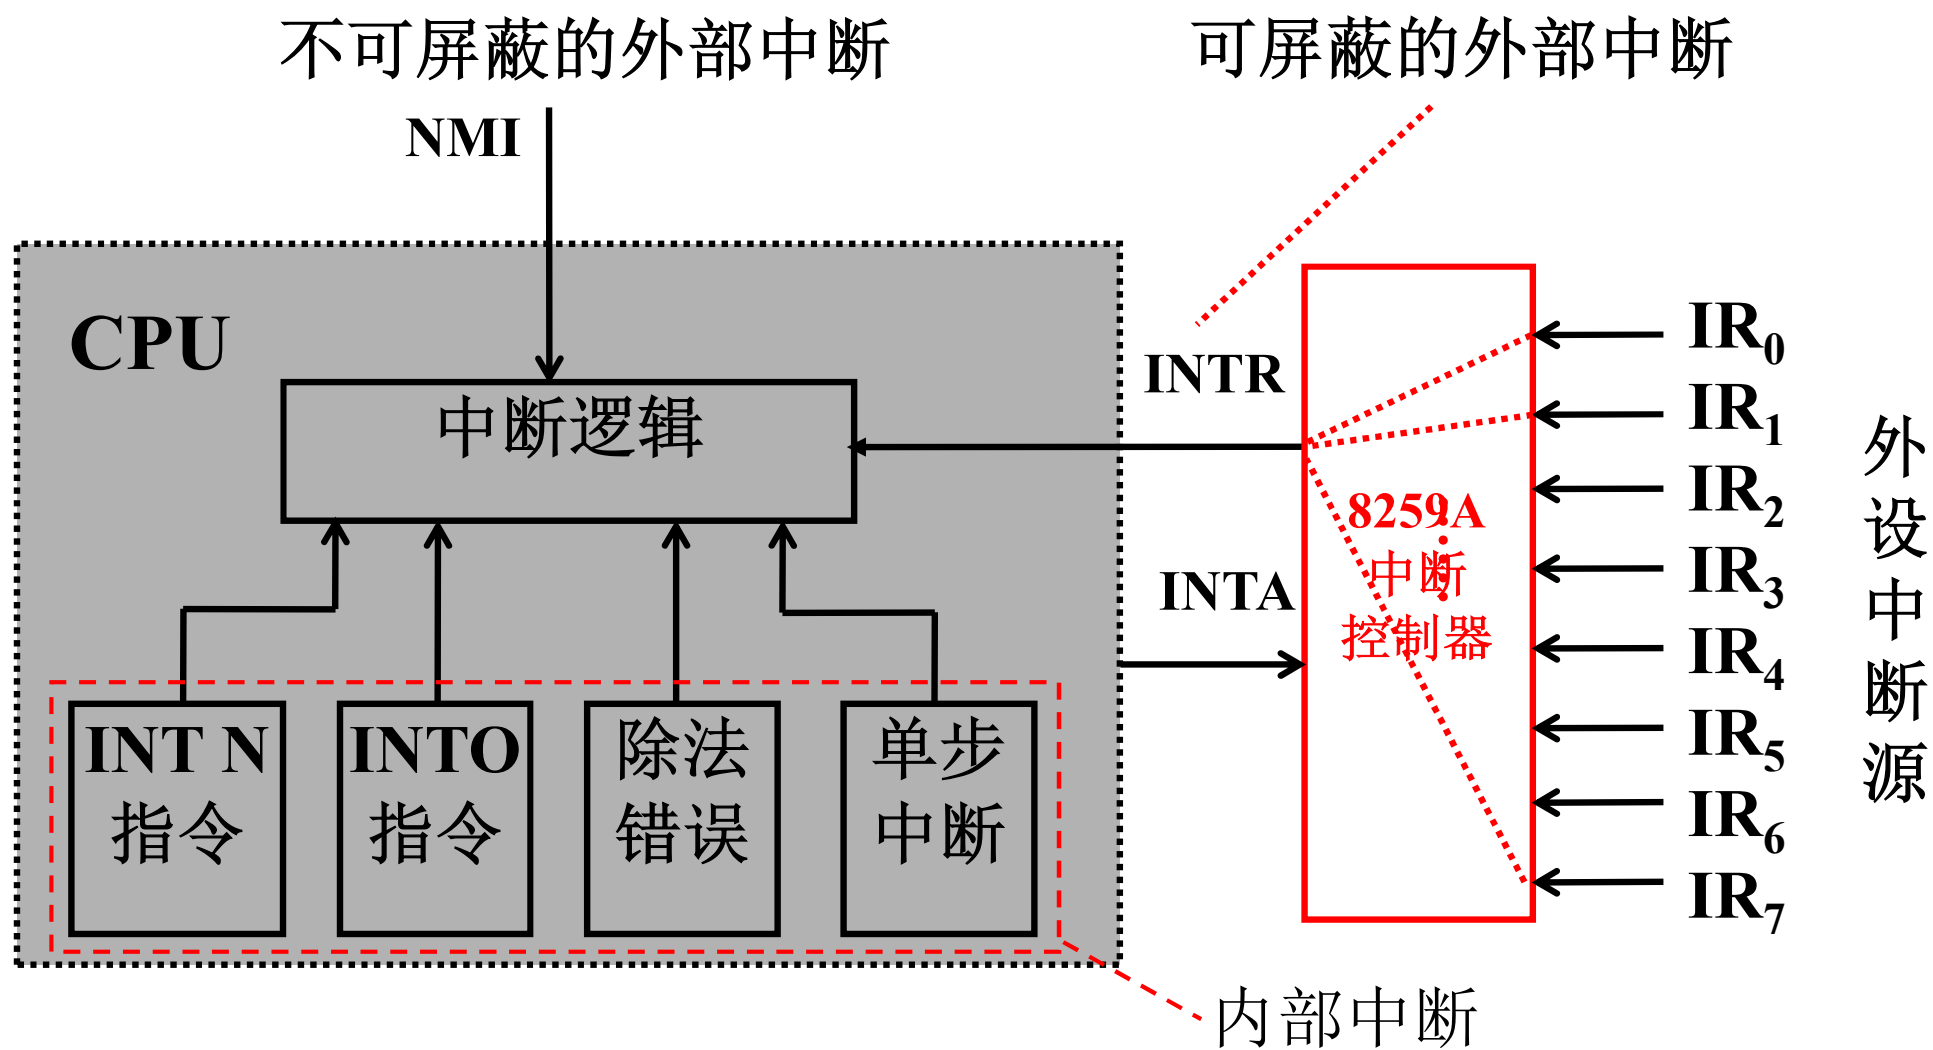 不可屏蔽的外部中断
可屏蔽的外部中断
NMI
CPU
中断逻辑
INTR
INTA
8259A
中断
控制器
IR0
IR1
IR2
IR3
IR4
IR5
IR6
IR7
外设中断源
INT N
指令
INTO
指令
除法
错误
单步
中断
内部中断